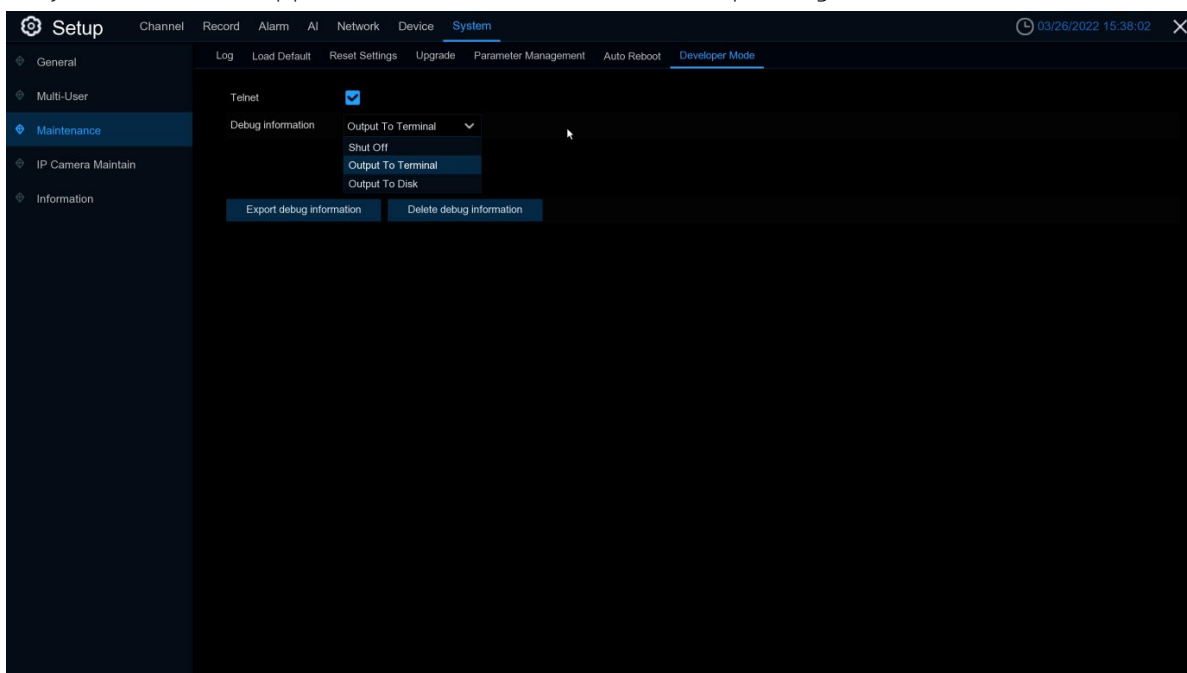 Setup Channel Record Alarm AI Network Device System 03/26/2022 15:38:02
General
Multi-User
Maintenance
IP Camera Maintain
Information
Log Load Default Reset Settings Upgrade Parameter Management Auto Reboot Developer Mode
Telnet
Debug information Output To Terminal
Shut Off
Output To Terminal
Output To Disk
Export debug information Delete debug information